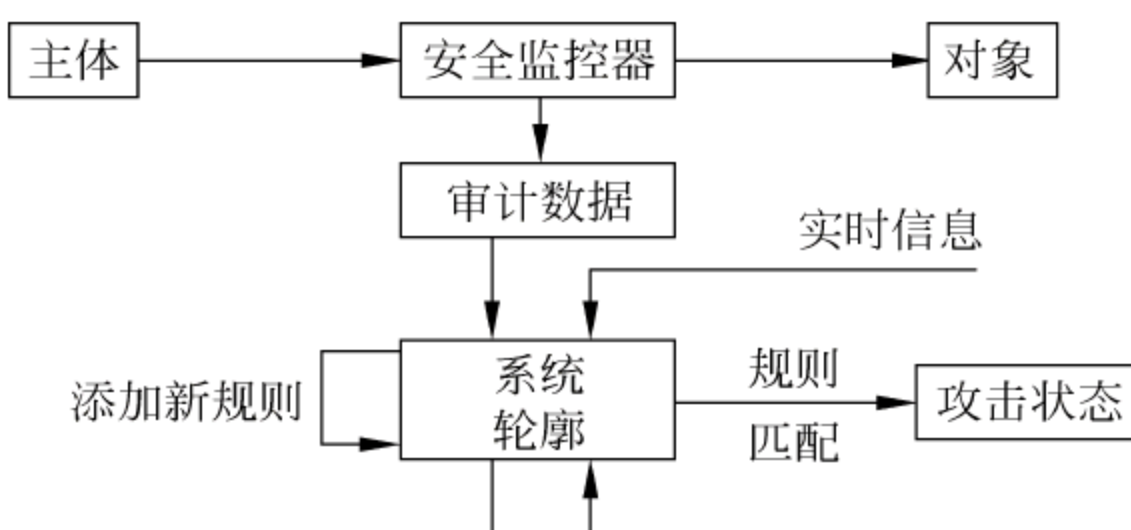 主体
安全监控器
对象
审计数据
实时信息
系统
轮廓
添加新规则
规则
匹配
攻击状态